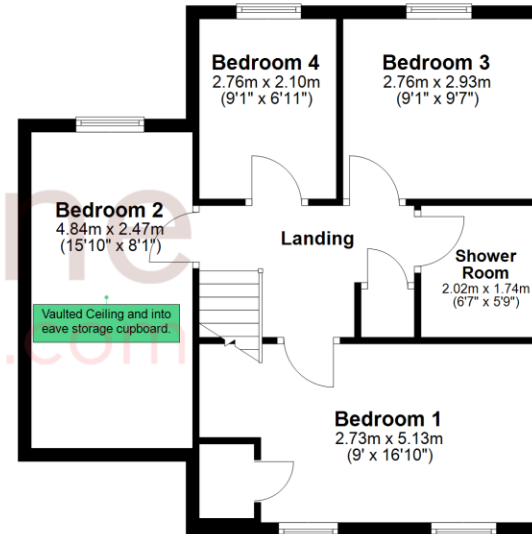 Bedroom 4
2.76m x 2.10m
(9'1" x 6'11")
Bedroom 3
2.76m x 2.93m
(9'1" x 9'7")
Bedroom 2
4.84m x 2.47m
(15'10" x 8'1")
Vaulted Ceiling and into
eave storage cupboard.
Landing
Shower
Room
2.02m x 1.74m
(6'7" x 5'9")
Bedroom 1
2.73m x 5.13m
(9' x 16'10")
ne
.com